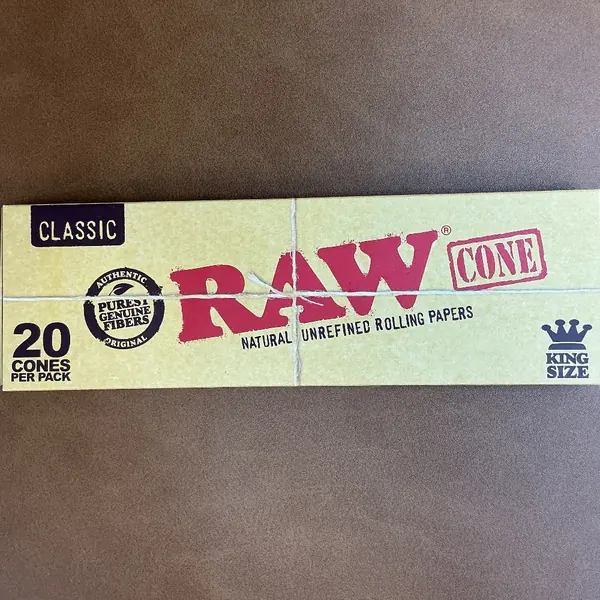 CLASSIC
AUTHENTIC
PUREST
GENUINE
FIBERS
ORIGINAL
RAW®
CONE
NATURAL UNREFINED ROLLING PAPERS
20
CONES
PER PACK
KING
SIZE